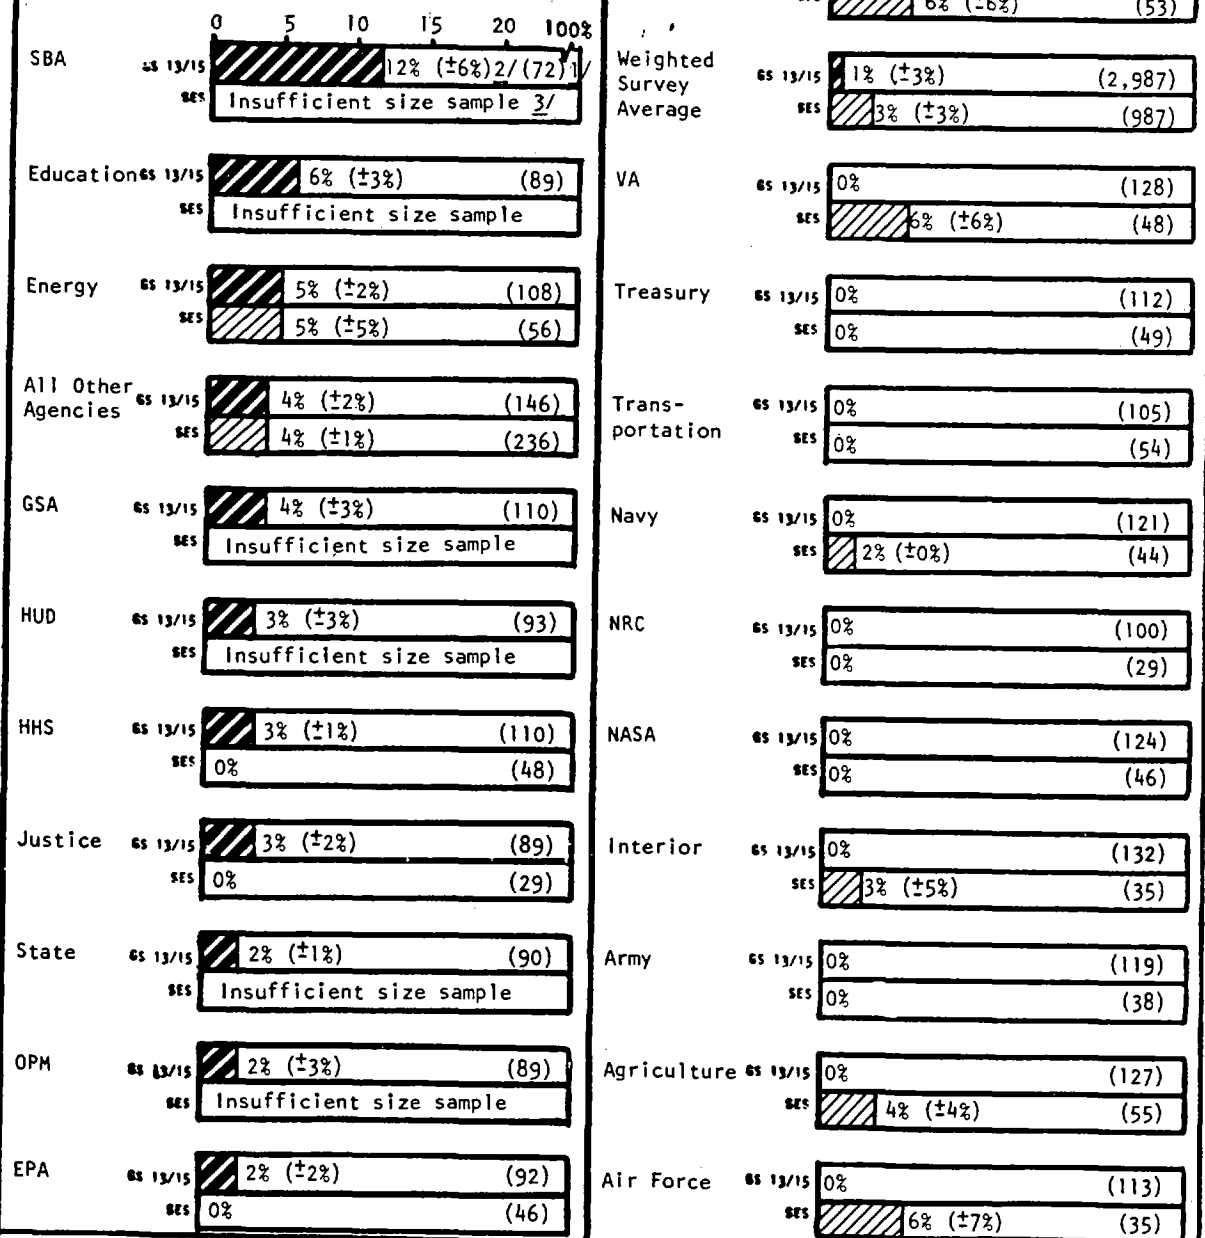 0 5 10 15 20 100%
SBA GS 13/15 12% (±6%) 2/ (72) 1/
SES Insufficient size sample 3/
Education GS 13/15 6% (±3%) (89)
SES Insufficient size sample
Energy GS 13/15 5% (±2%) (108)
SES 5% (±5%) (56)
All Other Agencies GS 13/15 4% (±2%) (146)
SES 4% (±1%) (236)
GSA GS 13/15 4% (±3%) (110)
SES Insufficient size sample
HUD GS 13/15 3% (±3%) (93)
SES Insufficient size sample
HHS GS 13/15 3% (±1%) (110)
SES 0% (48)
Justice GS 13/15 3% (±2%) (89)
SES 0% (29)
State GS 13/15 2% (±1%) (90)
SES Insufficient size sample
OPM GS 13/15 2% (±3%) (89)
SES Insufficient size sample
EPA GS 13/15 2% (±2%) (92)
SES 0% (46)
6% (±6%) (53)
Weighted Survey Average GS 13/15 1% (±3%) (2,987)
SES 3% (±3%) (987)
VA GS 13/15 0% (128)
SES 6% (±6%) (48)
Treasury GS 13/15 0% (112)
SES 0% (49)
Trans-
portation GS 13/15 0% (105)
SES 0% (54)
Navy GS 13/15 0% (121)
SES 2% (±0%) (44)
NRC GS 13/15 0% (100)
SES 0% (29)
NASA GS 13/15 0% (124)
SES 0% (46)
Interior GS 13/15 0% (132)
SES 3% (±5%) (35)
Army GS 13/15 0% (119)
SES 0% (38)
Agriculture GS 13/15 0% (127)
SES 4% (±4%) (55)
Air Force GS 13/15 0% (113)
SES 6% (±7%) (35)